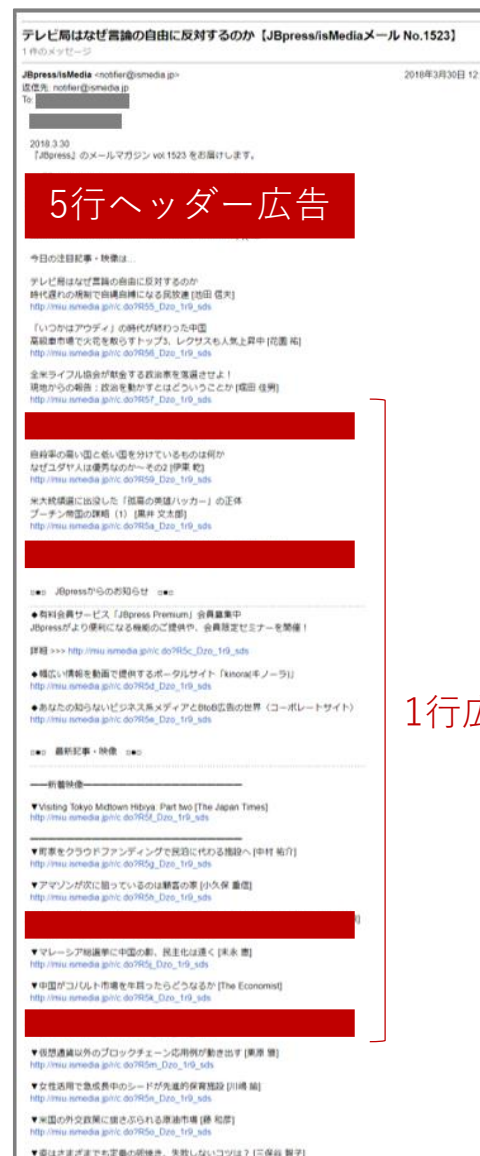 テレビ局はなぜ言論の自由に反対するのか【JBpress/isMediaメール No.1523】
1 件のメッセージ
JBpress/isMedia <notifier@ismedia.jp> 2018年3月30日 12:
返信先: notifier@ismedia.jp
To:
2018.3.30
『JBpress』のメールマガジン vol.1523 をお届けします。
5行ヘッダー広告
今日の注目記事・映像は...
テレビ局はなぜ言論の自由に反対するのか
時代遅れの規制で自縄自縛になる民放連 [池田 信夫]
http://miu.ismedia.jp/r/c.do?R55_Dzo_1r9_sds
「いつかはアウディ」の時代が終わった中国
高級車市場で火花を散らすトップ3、レクサスも人気上昇中 [花園 祐]
http://miu.ismedia.jp/r/c.do?R56_Dzo_1r9_sds
全米ライフル協会が献金する政治家を落選させよ！
現地からの報告：政治を動かすとはどういうことか [堀田 佳男]
http://miu.ismedia.jp/r/c.do?R57_Dzo_1r9_sds
自殺率の高い国と低い国を分けているものは何か
なぜユダヤ人は優秀なのか～その2 [伊東 乾]
http://miu.ismedia.jp/r/c.do?R59_Dzo_1r9_sds
米大統領選に出没した「孤高の英雄ハッカー」の正体
プーチン帝国の謀略（1） [黒井 文太郎]
http://miu.ismedia.jp/r/c.do?R5a_Dzo_1r9_sds
□■□ JBpressからのお知らせ □■□
◆有料会員サービス「JBpress Premium」会員募集中
JBpressがより便利になる機能のご提供や、会員限定セミナーを開催！
詳細 >>> http://miu.ismedia.jp/r/c.do?R5c_Dzo_1r9_sds
◆幅広い情報を動画で提供するポータルサイト「kinora(キノーラ)」
http://miu.ismedia.jp/r/c.do?R5d_Dzo_1r9_sds
◆あなたの知らないビジネス系メディアとBtoB広告の世界（コーポレートサイト）
http://miu.ismedia.jp/r/c.do?R5e_Dzo_1r9_sds
1行広
□■□ 最新記事・映像 □■□
━━新着映像━━━━━━━━━━━━━━━━━━
▼Visiting Tokyo Midtown Hibiya: Part two [The Japan Times]
http://miu.ismedia.jp/r/c.do?R5f_Dzo_1r9_sds
▼町家をクラウドファンディングで民泊に代わる施設へ [中村 祐介]
http://miu.ismedia.jp/r/c.do?R5g_Dzo_1r9_sds
▼アマゾンが次に狙っているのは顧客の家 [小久保 重信]
http://miu.ismedia.jp/r/c.do?R5h_Dzo_1r9_sds
▼マレーシア総選挙に中国の影、民主化は遠く [末永 恵]
http://miu.ismedia.jp/r/c.do?R5j_Dzo_1r9_sds
▼中国がコバルト市場を牛耳ったらどうなるか [The Economist]
http://miu.ismedia.jp/r/c.do?R5k_Dzo_1r9_sds
▼仮想通貨以外のブロックチェーン応用例が動き出す [栗原 雅]
http://miu.ismedia.jp/r/c.do?R5m_Dzo_1r9_sds
▼女性活用で急成長中のシードが先進的保育施設 [川嶋 諭]
http://miu.ismedia.jp/r/c.do?R5n_Dzo_1r9_sds
▼米国の外交政策に揺さぶられる原油市場 [藤 和彦]
http://miu.ismedia.jp/r/c.do?R5o_Dzo_1r9_sds
▼姿はさまざまでも定番の卵焼き、失敗しないコツは？ [三保谷 智子]